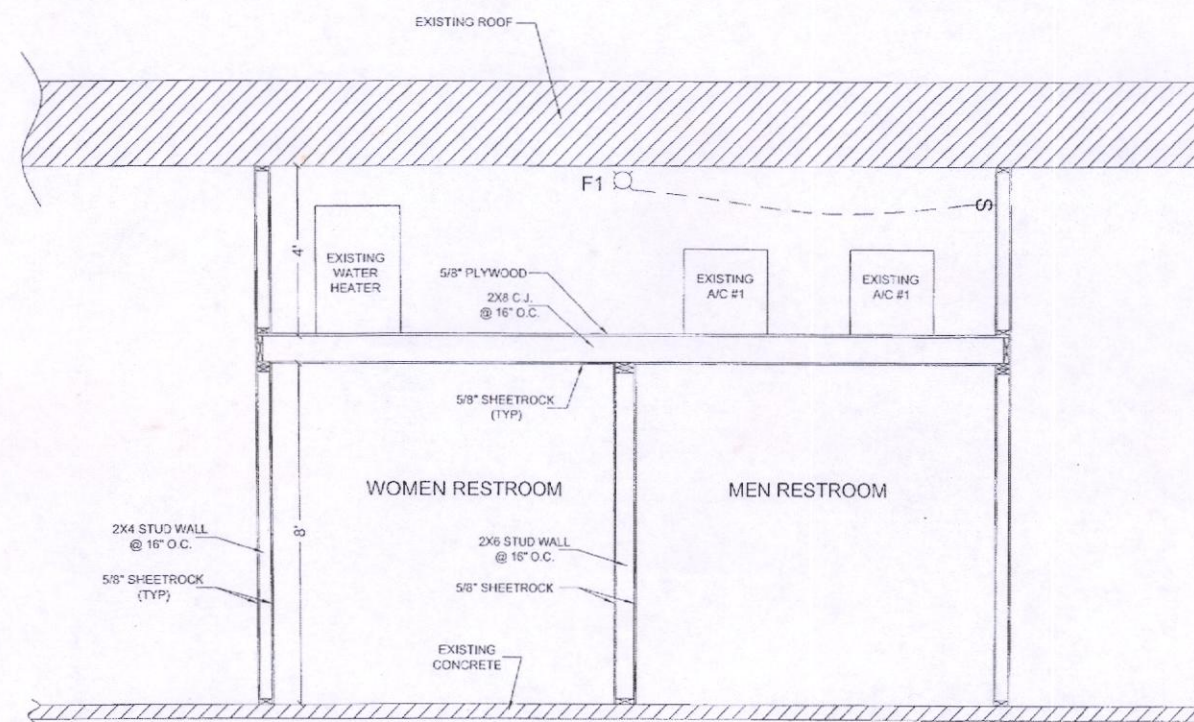 EXISTING ROOF
F1
S
4'
EXISTING
WATER
HEATER
5/8" PLYWOOD
2X8 C.J.
@ 16" O.C.
EXISTING
A/C #1
EXISTING
A/C #1
5/8" SHEETROCK
(TYP)
WOMEN RESTROOM
MEN RESTROOM
2X4 STUD WALL
@ 16" O.C.
8'
2X6 STUD WALL
@ 16" O.C.
5/8" SHEETROCK
(TYP)
5/8" SHEETROCK
EXISTING
CONCRETE